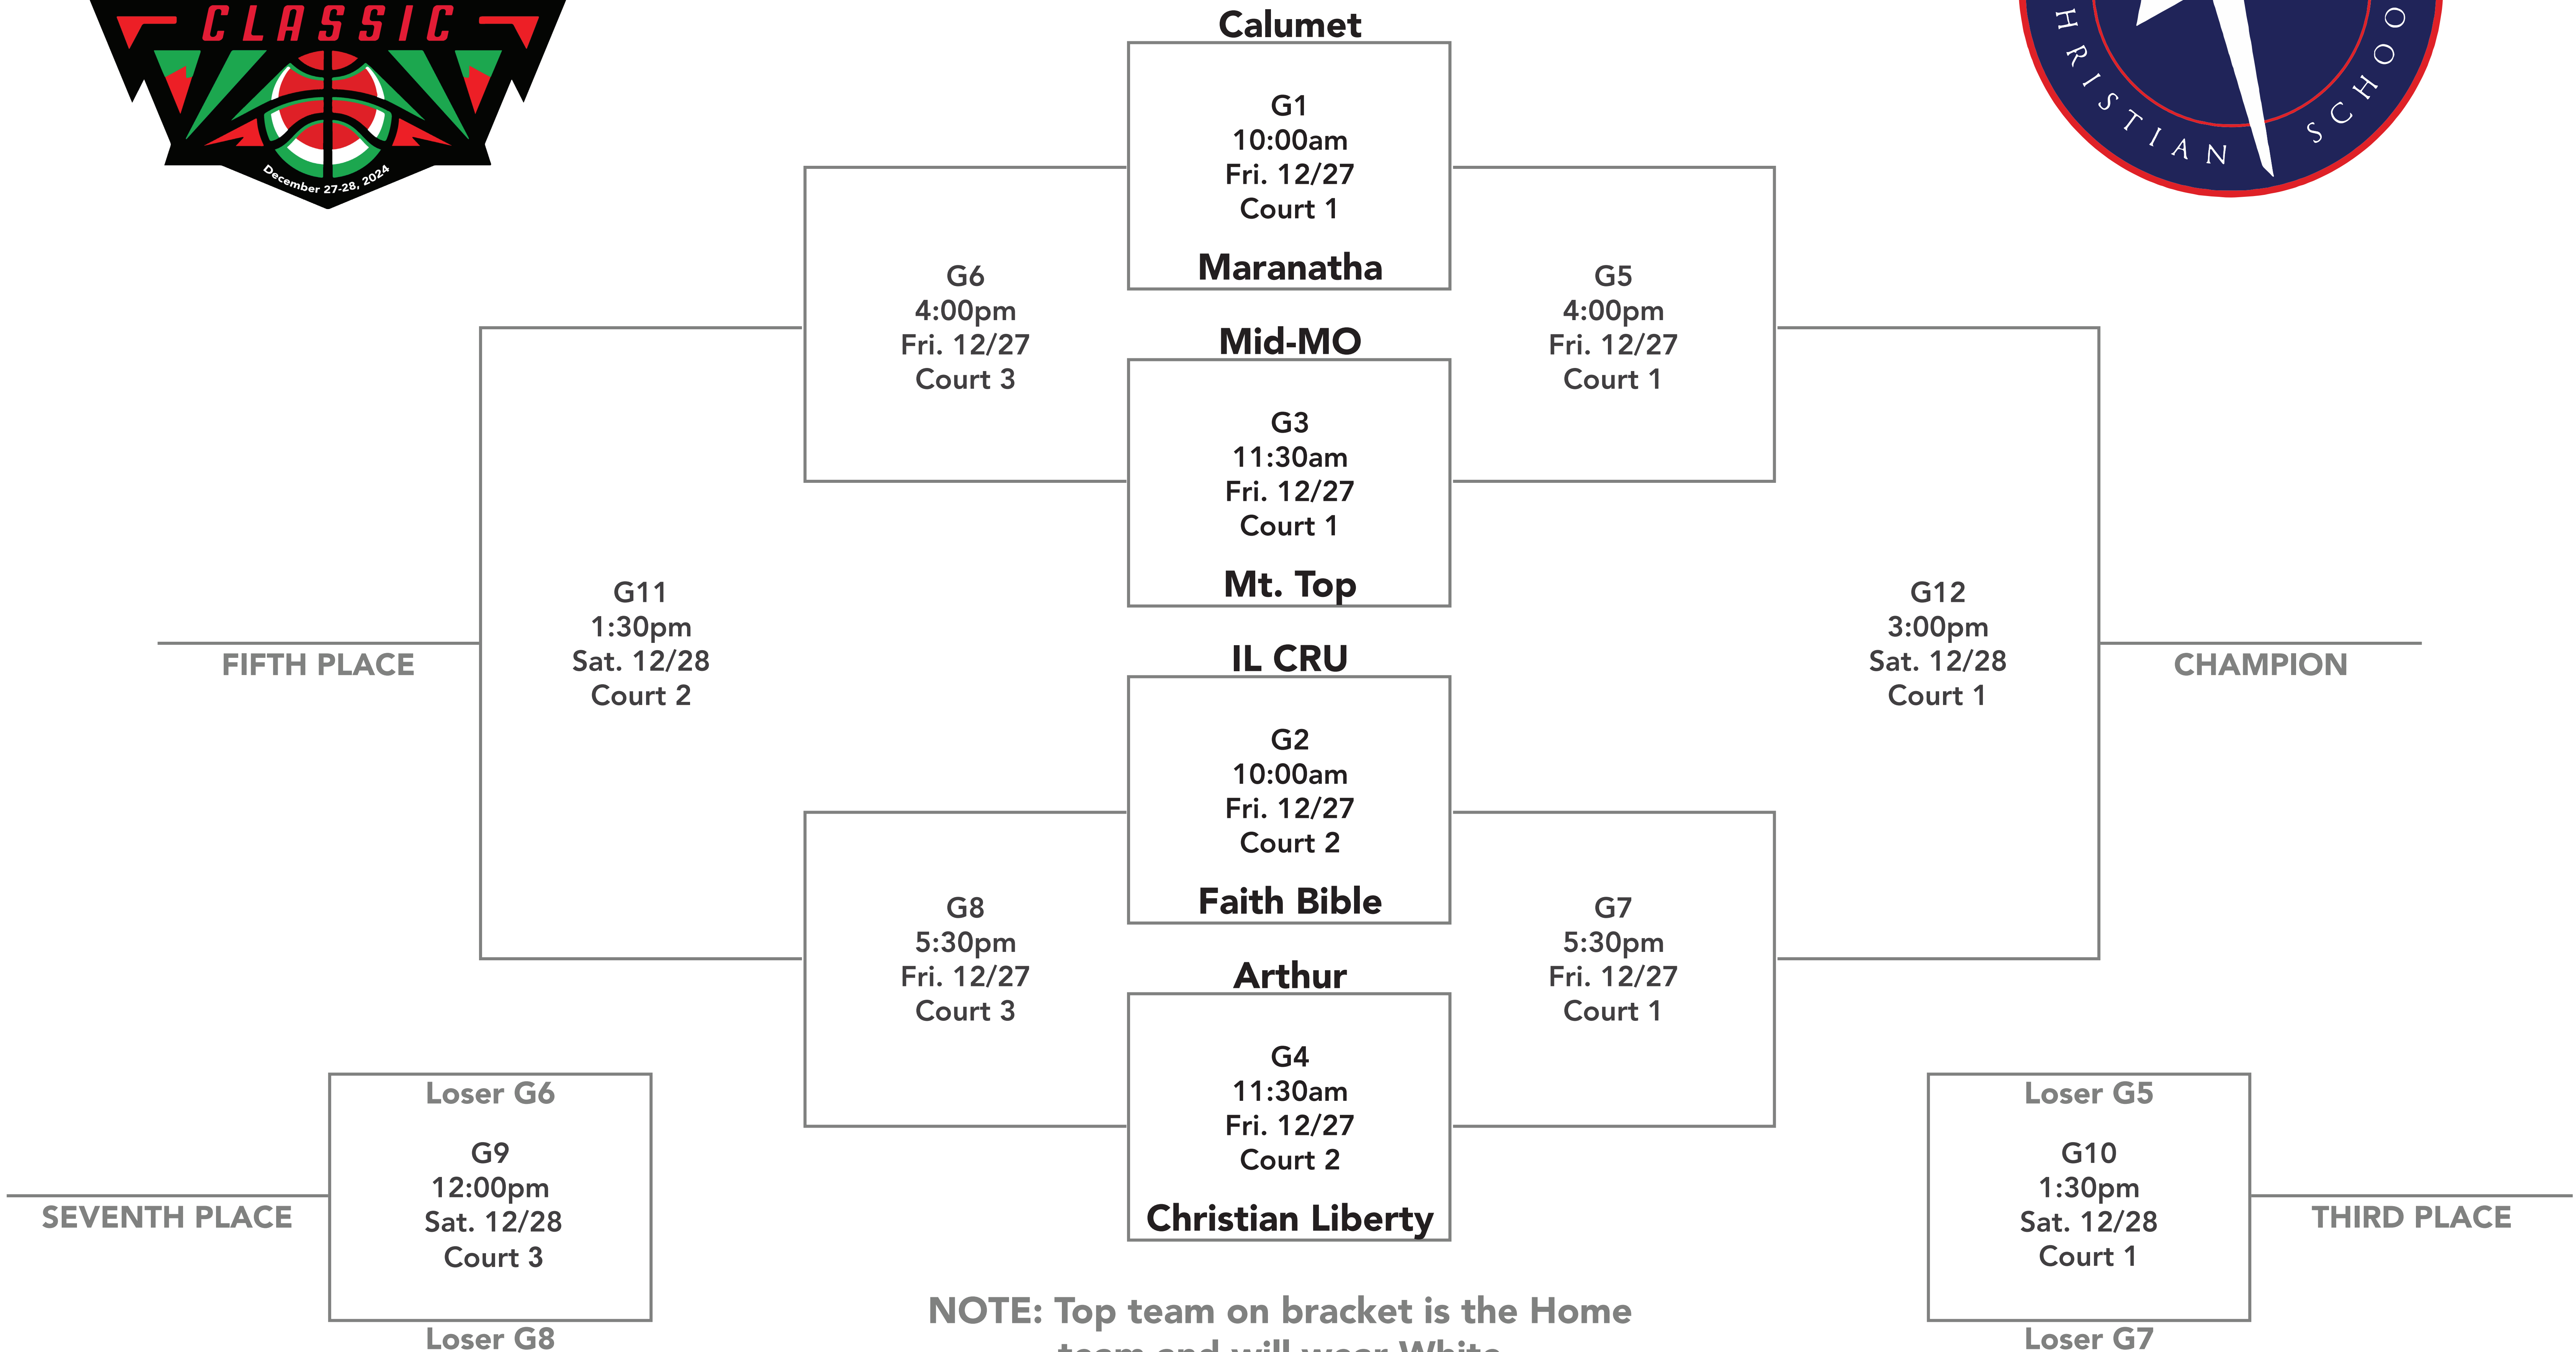 CLASSIC
December 27-28, 2024
HRISTIAN SCHOO
Calumet
G1
10:00am
Fri. 12/27
Court 1
Maranatha
G6
4:00pm
Fri. 12/27
Court 3
G5
4:00pm
Fri. 12/27
Court 1
Mid-MO
G3
11:30am
Fri. 12/27
Court 1
Mt. Top
G11
1:30pm
Sat. 12/28
Court 2
FIFTH PLACE
G12
3:00pm
Sat. 12/28
Court 1
CHAMPION
IL CRU
G2
10:00am
Fri. 12/27
Court 2
Faith Bible
G8
5:30pm
Fri. 12/27
Court 3
G7
5:30pm
Fri. 12/27
Court 1
Arthur
G4
11:30am
Fri. 12/27
Court 2
Christian Liberty
Loser G6
G9
12:00pm
Sat. 12/28
Court 3
Loser G8
SEVENTH PLACE
Loser G5
G10
1:30pm
Sat. 12/28
Court 1
Loser G7
THIRD PLACE
NOTE: Top team on bracket is the Home
team and will wear White